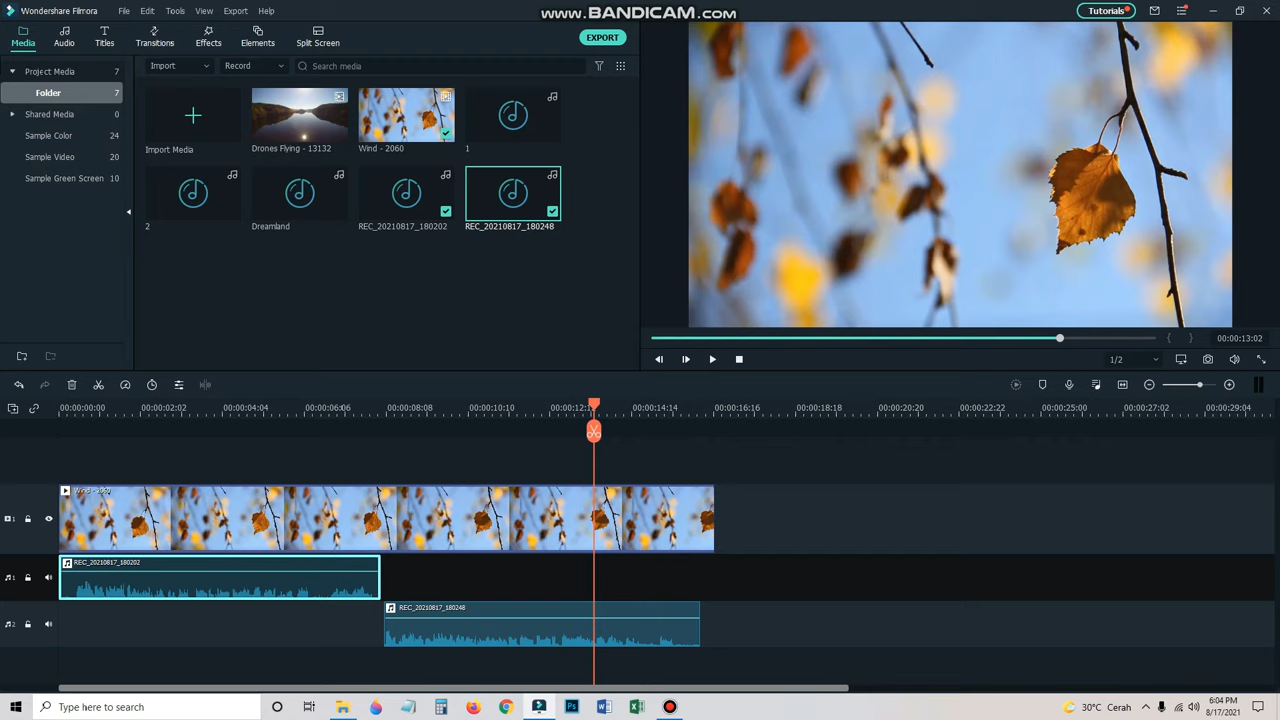 Wondershare Filmora File Edit Tools View Export Help
www.BANDICAM.com
Tutorials
Media Audio Titles Transitions Effects Elements Split Screen
EXPORT
Project Media 7
Folder 7
Shared Media 0
Sample Color 24
Sample Video 20
Sample Green Screen 10
Import Record Search media
Import Media Drones Flying - 13132 Wind - 2060 1
2 Dreamland REC_20210817_180202 REC_20210817_180248
00:00:13:02
1/2
00:00:00:00 00:00:02:02 00:00:04:04 00:00:06:06 00:00:08:08 00:00:10:10 00:00:14:14 00:00:16:16 00:00:18:18 00:00:20:20 00:00:22:22 00:00:25:00 00:00:27:02 00:00:29:04
Wind - 2060
1
REC_20210817_180202
1
REC_20210817_180248
2
Type here to search
30°C Cerah
6:04 PM
8/17/2021